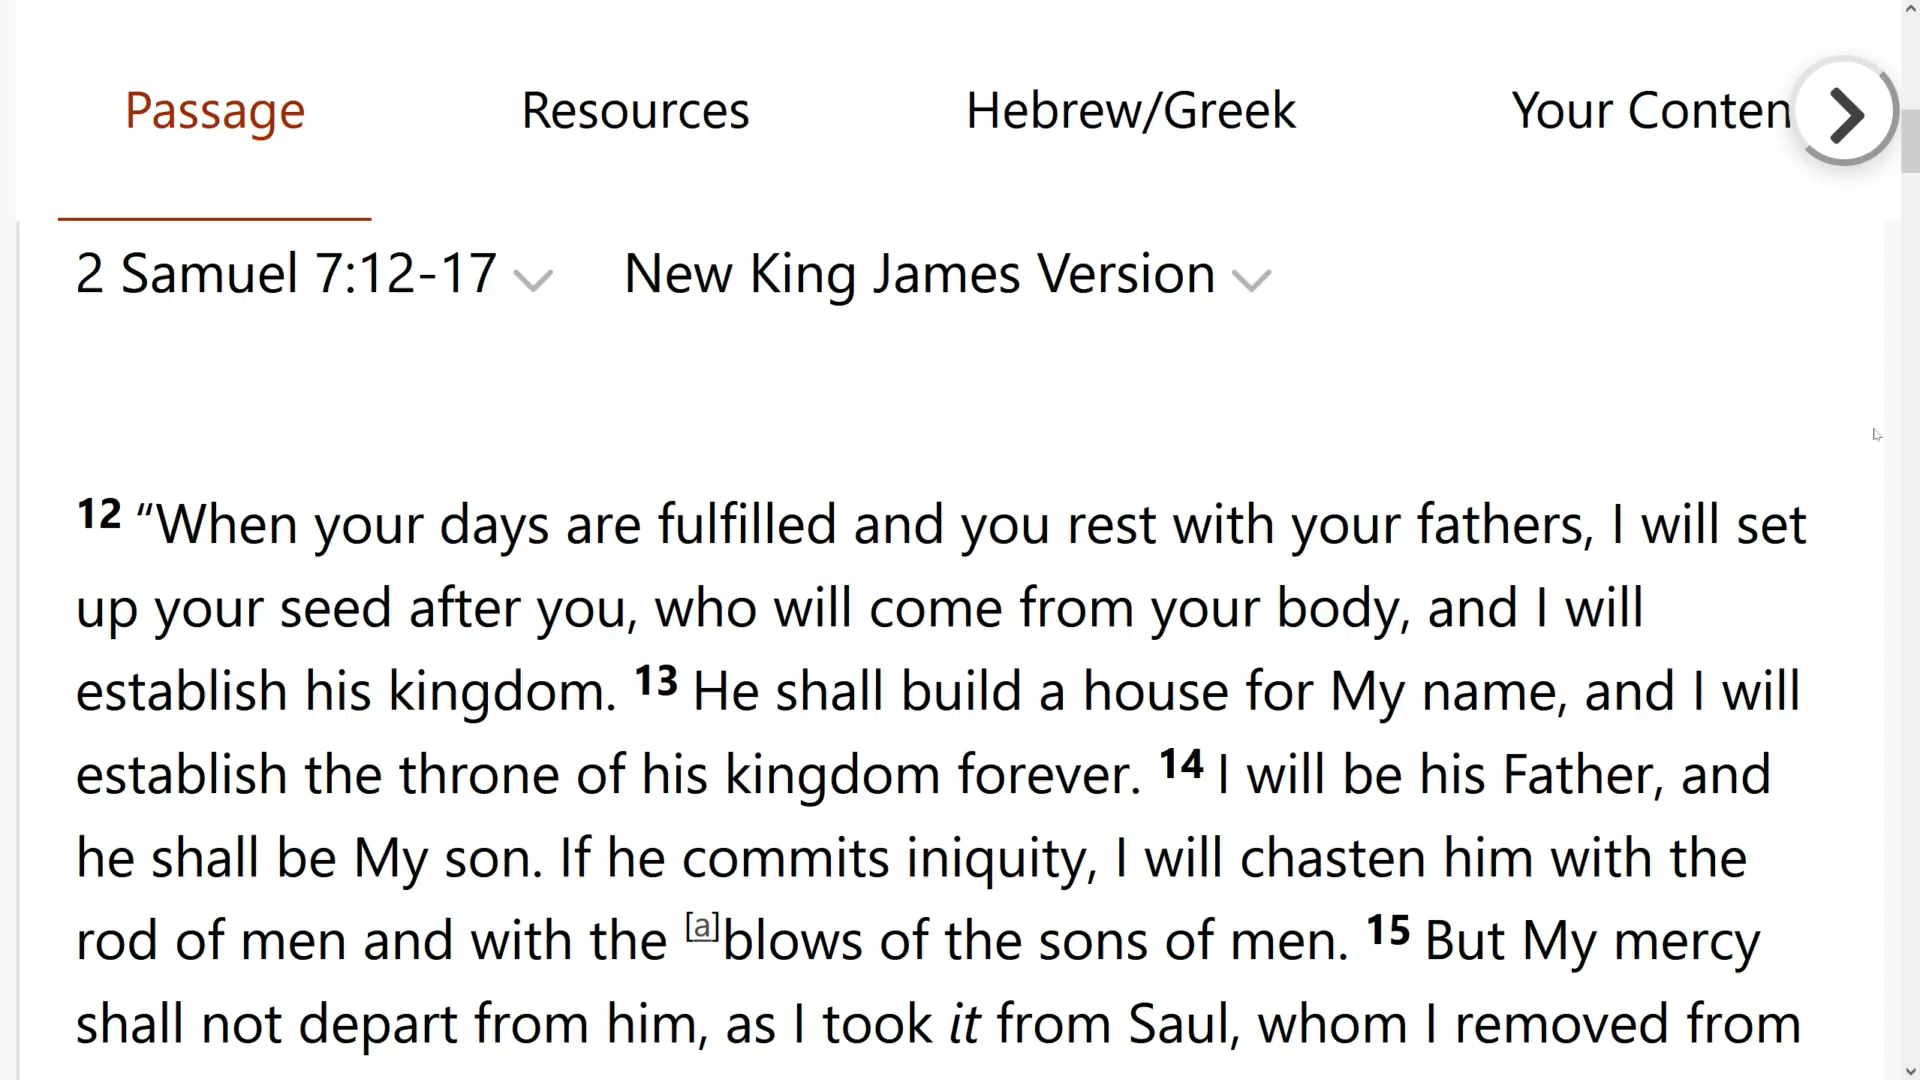 Passage Resources Hebrew/Greek Your Conten
2 Samuel 7:12-17 New King James Version
12 “When your days are fulfilled and you rest with your fathers, I will set
up your seed after you, who will come from your body, and I will
establish his kingdom. 13 He shall build a house for My name, and I will
establish the throne of his kingdom forever. 14 I will be his Father, and
he shall be My son. If he commits iniquity, I will chasten him with the
rod of men and with the [a]blows of the sons of men. 15 But My mercy
shall not depart from him, as I took it from Saul, whom I removed from